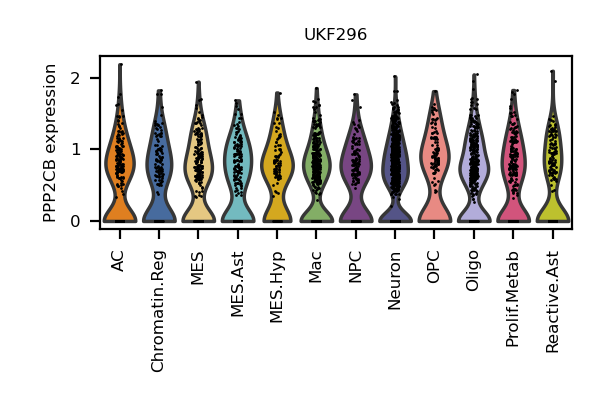 UKF296
PPP2CB expression
2
1
0
AC
Chromatin.Reg
MES
MES.Ast
MES.Hyp
Mac
NPC
Neuron
OPC
Oligo
Prolif.Metab
Reactive.Ast